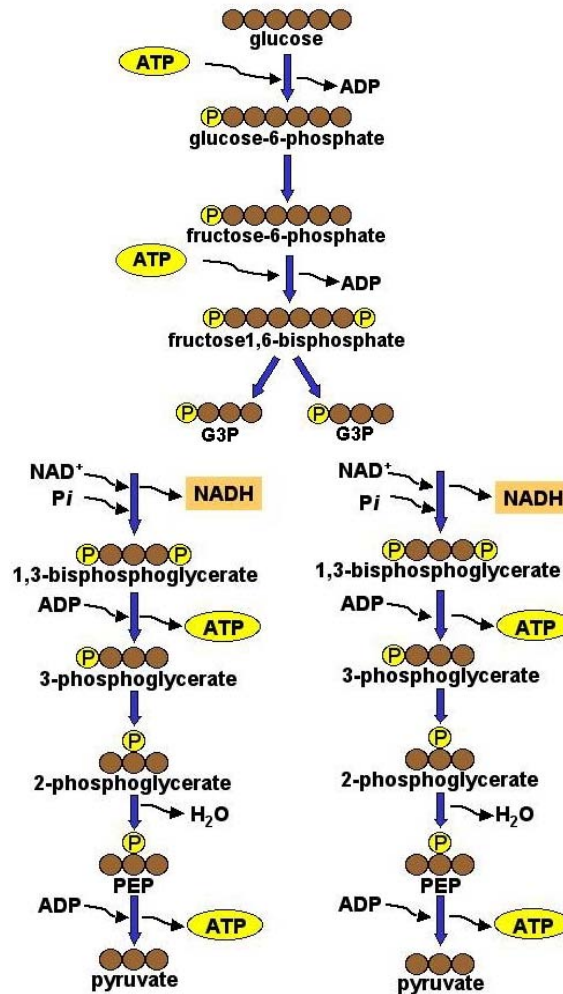 glucose
ATP
ADP
P
glucose-6-phosphate
P
fructose-6-phosphate
ATP
ADP
P P
fructose1,6-bisphosphate
P P
G3P G3P
NAD+ NAD+
Pi NADH Pi NADH
P P P P
1,3-bisphosphoglycerate 1,3-bisphosphoglycerate
ADP ATP ADP ATP
P P
3-phosphoglycerate 3-phosphoglycerate
P P
2-phosphoglycerate 2-phosphoglycerate
H2O H2O
P P
PEP PEP
ADP ATP ADP ATP
pyruvate pyruvate